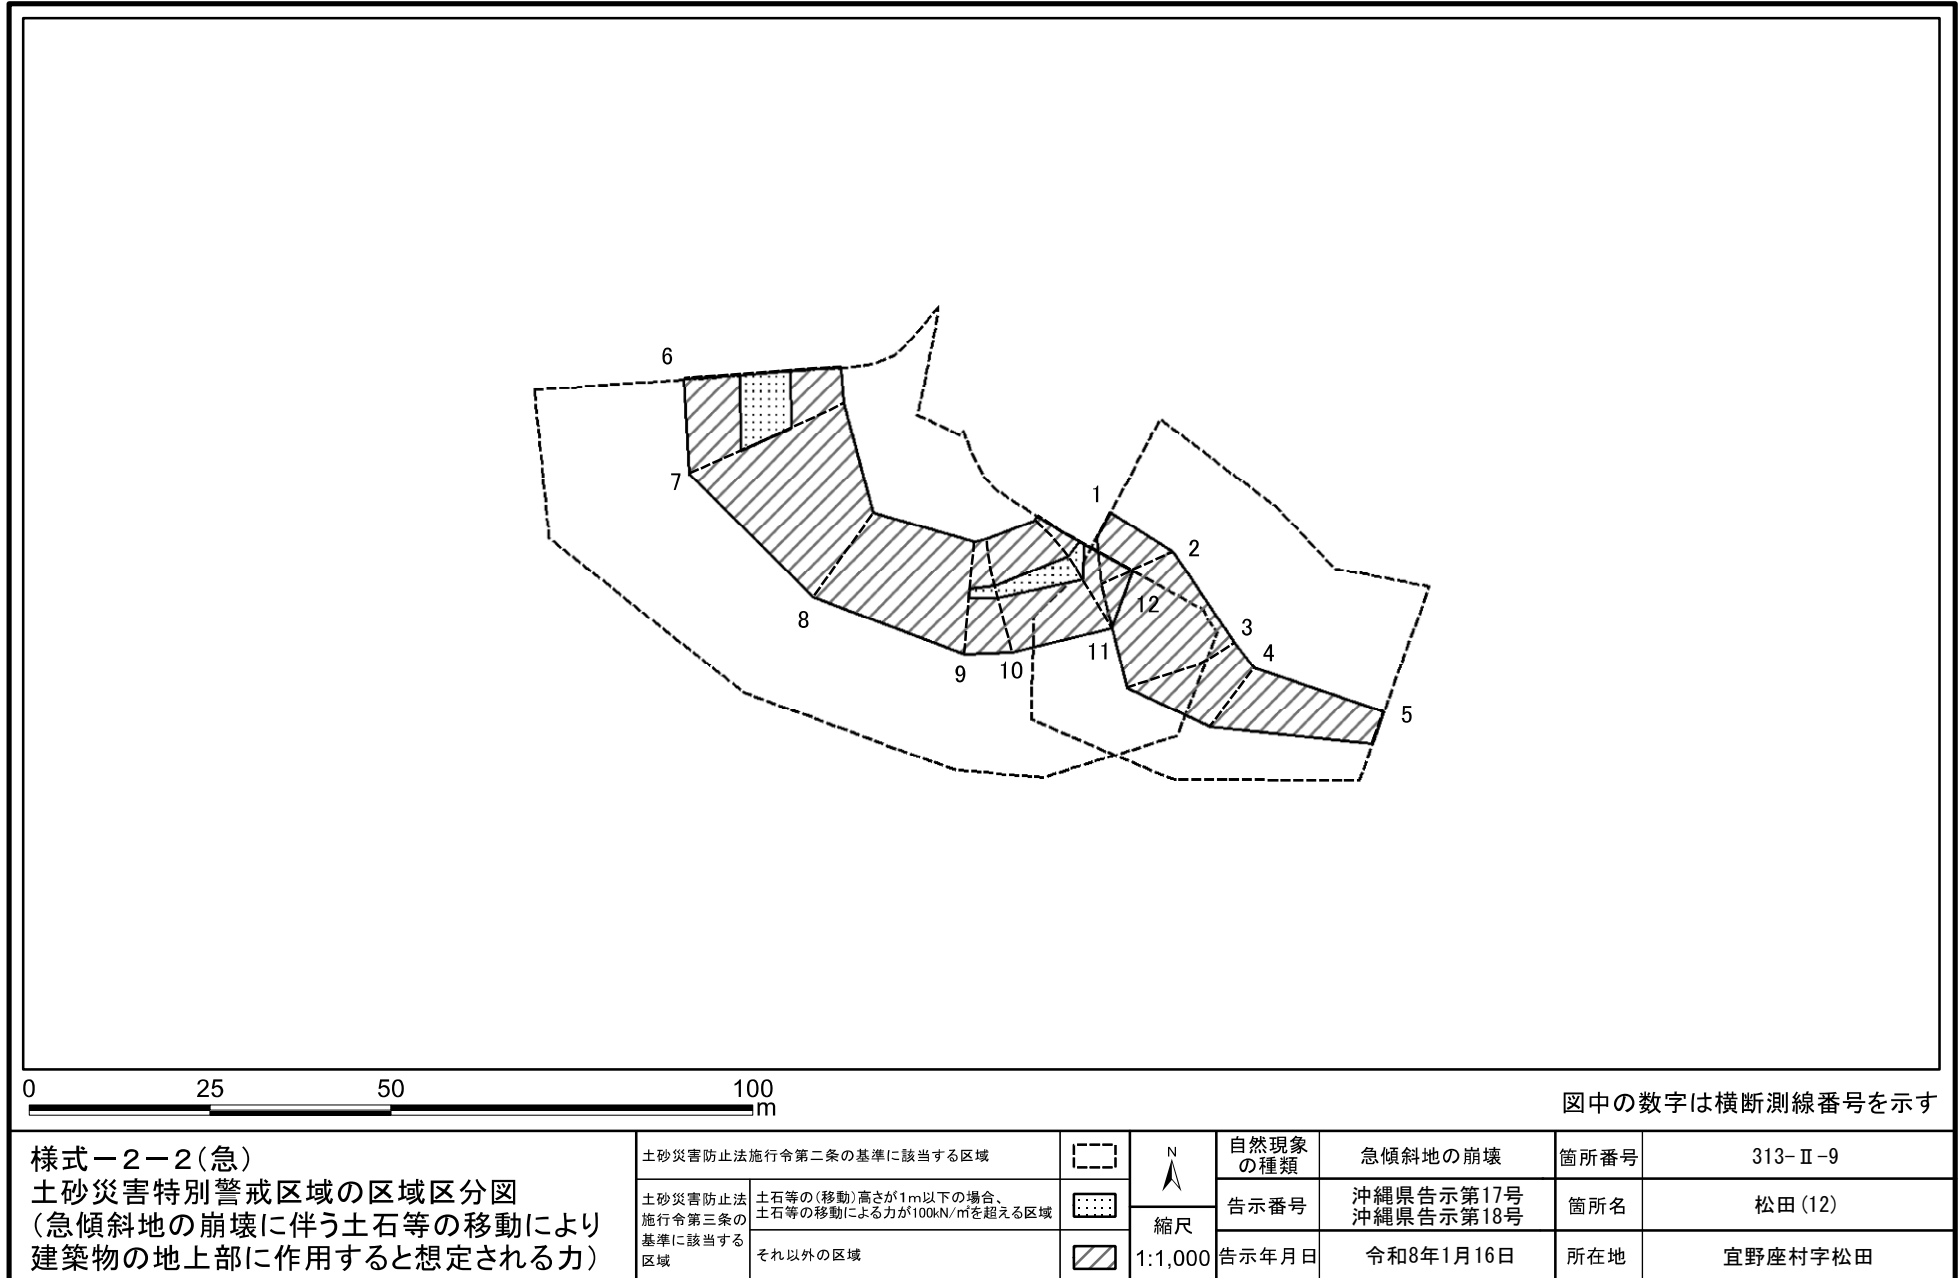 6
7
8
9
10
11
12
1
2
3
4
5
0 25 50 100
m
図中の数字は横断測線番号を示す
様式－２－２（急）
土砂災害特別警戒区域の区域区分図
（急傾斜地の崩壊に伴う土石等の移動により
建築物の地上部に作用すると想定される力）
土砂災害防止法施行令第二条の基準に該当する区域
土砂災害防止法
施行令第三条の
基準に該当する
区域
土石等の（移動）高さが１ｍ以下の場合、
土石等の移動による力が100kN/㎡を超える区域
それ以外の区域
N
縮尺
1:1,000
自然現象
の種類
急傾斜地の崩壊
箇所番号
313-Ⅱ-9
告示番号
沖縄県告示第17号
沖縄県告示第18号
箇所名
松田(12)
告示年月日
令和8年1月16日
所在地
宜野座村字松田